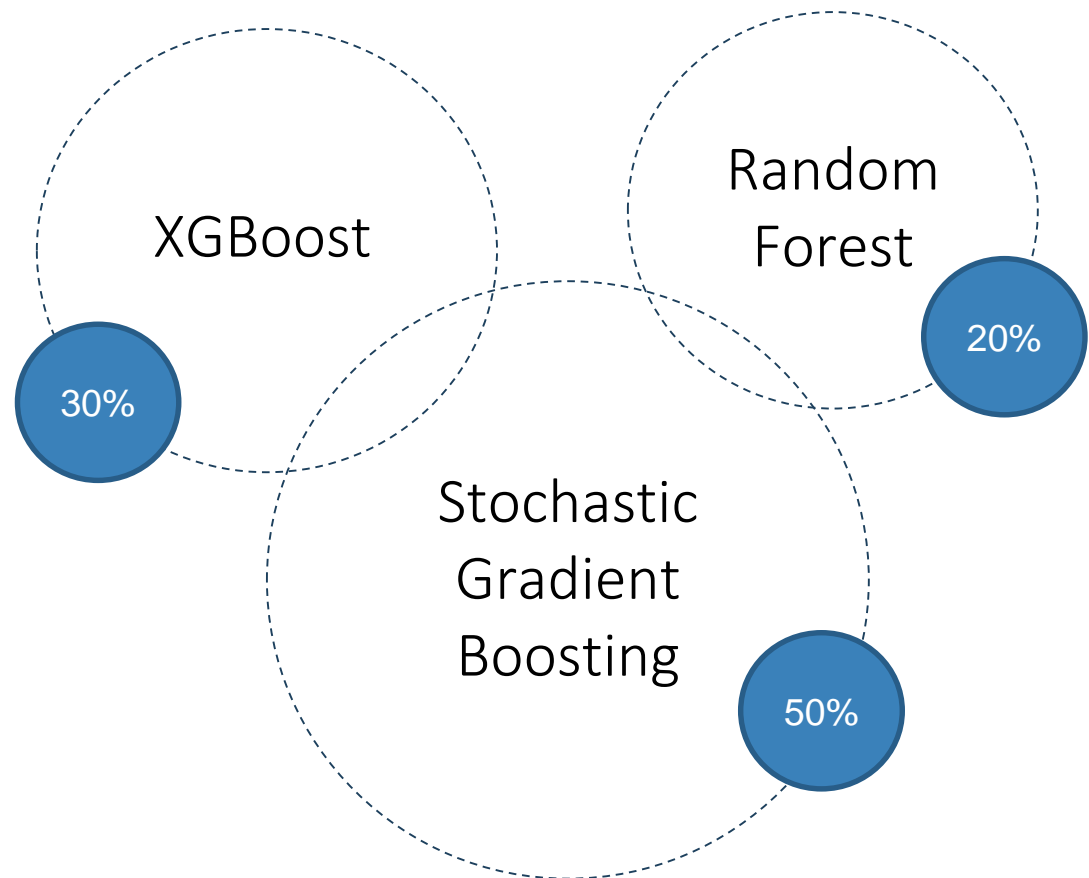 XGBoost
30%
Random
Forest
20%
Stochastic
Gradient
Boosting
50%